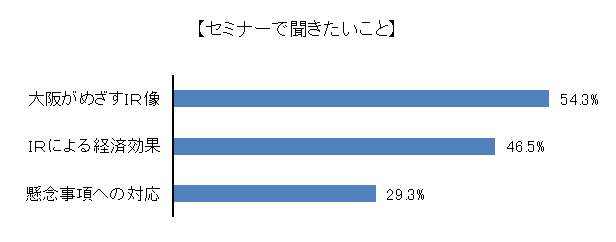 【セミナーで聞きたいこと】
大阪がめざすＩＲ像 54.3%
ＩＲによる経済効果 46.5%
懸念事項への対応 29.3%